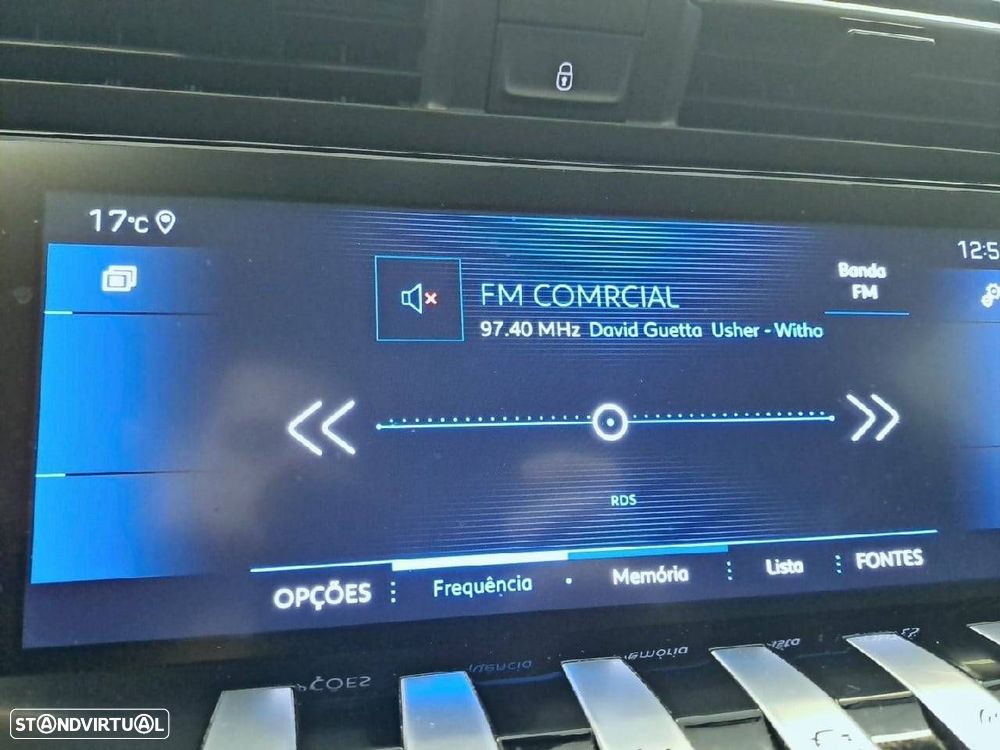 17°C
12:5
Banda
FM
FM COMRCIAL
97.40 MHz David Guetta Usher - Witho
RDS
OPÇÕES Frequência Memória Lista FONTES
STANDVIRTUAL